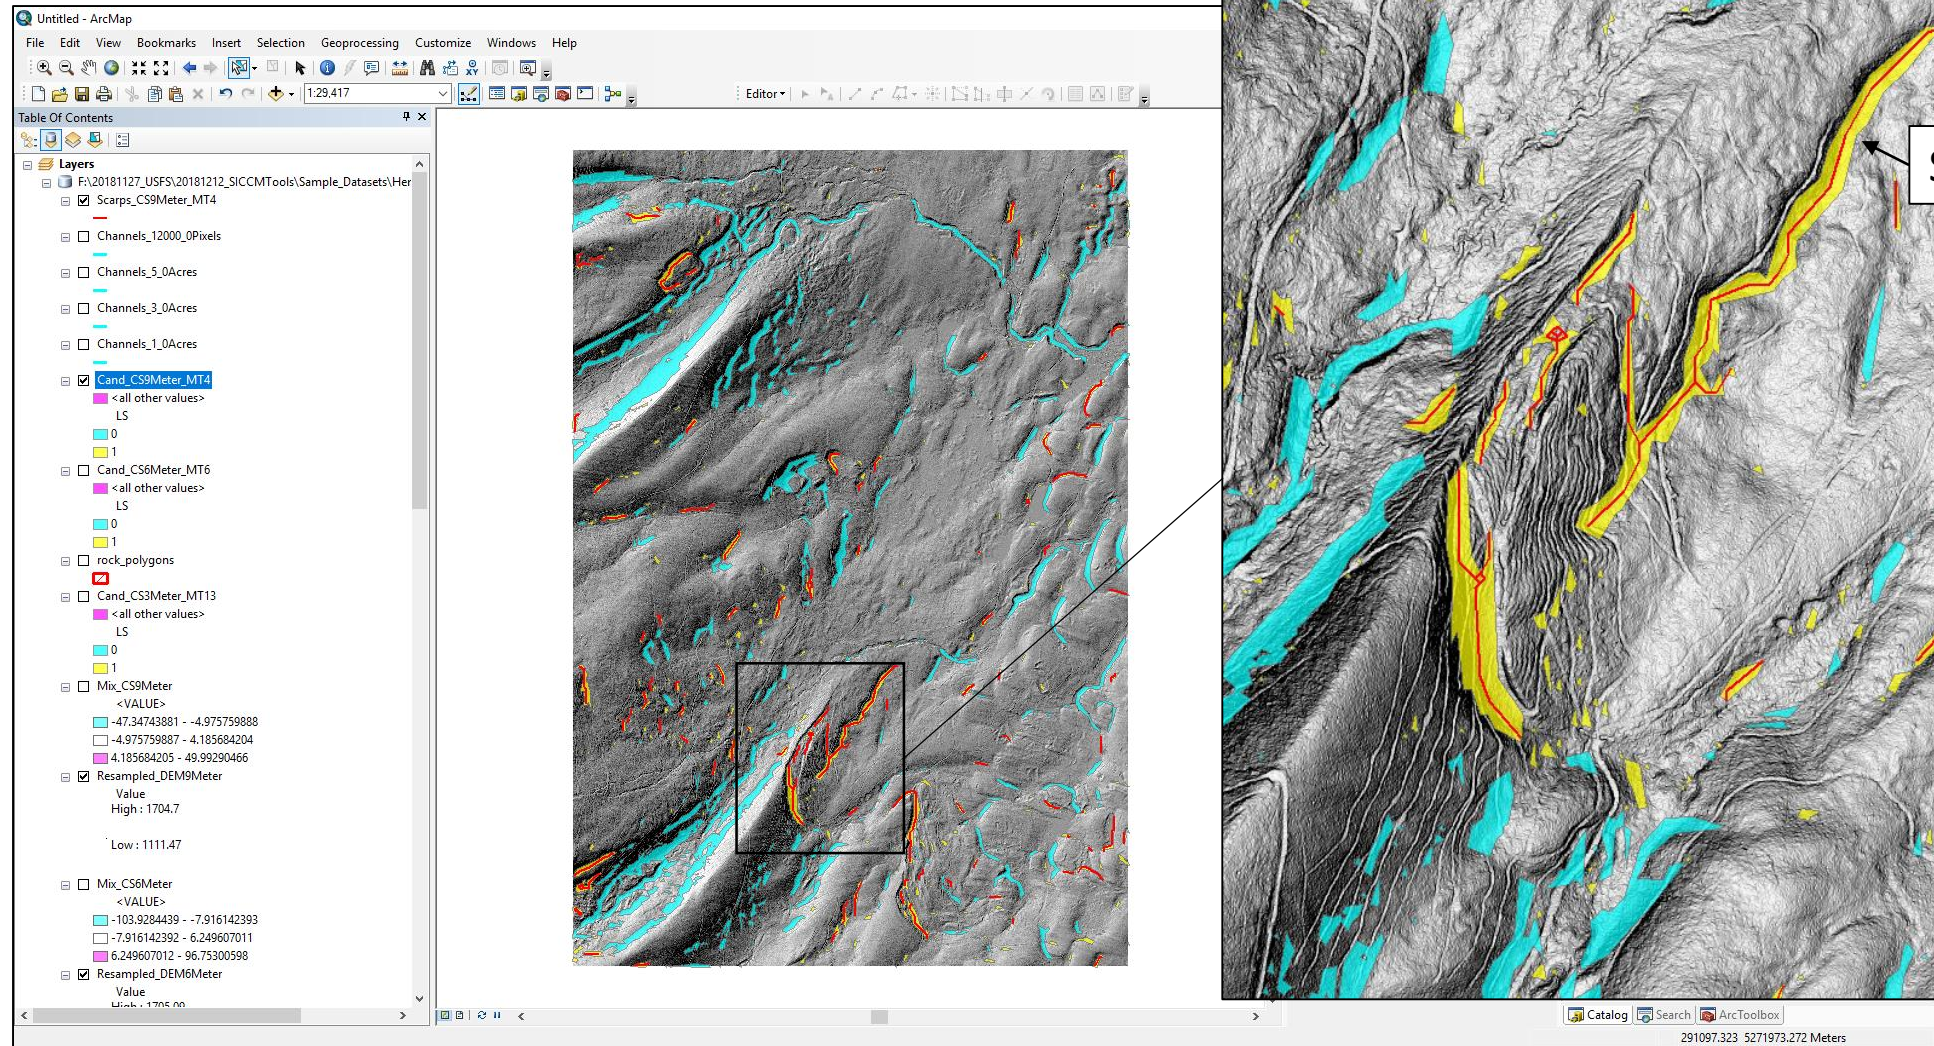 Untitled - ArcMap
File Edit View Bookmarks Insert Selection Geoprocessing Customize Windows Help
1:29,417
Editor
Table Of Contents
Layers
F:\20181127_USFS\20181212_SICCMTools\Sample_Datasets\Her
Scarps_CS9Meter_MT4
Channels_12000_0Pixels
Channels_5_0Acres
Channels_3_0Acres
Channels_1_0Acres
Cand_CS9Meter_MT4
<all other values>
LS
0
1
Cand_CS6Meter_MT6
<all other values>
LS
0
1
rock_polygons
Cand_CS3Meter_MT13
<all other values>
LS
0
1
Mix_CS9Meter
<VALUE>
-47.34743881 - -4.975759888
-4.975759887 - 4.185684204
4.185684205 - 49.99290466
Resampled_DEM9Meter
Value
High : 1704.7
Low : 1111.47
Mix_CS6Meter
<VALUE>
-103.9284439 - -7.916142393
-7.916142392 - 6.249607011
6.249607012 - 96.75300598
Resampled_DEM6Meter
Value
High : 1705.09
S
Catalog Search ArcToolbox
291097.323 5271973.272 Meters